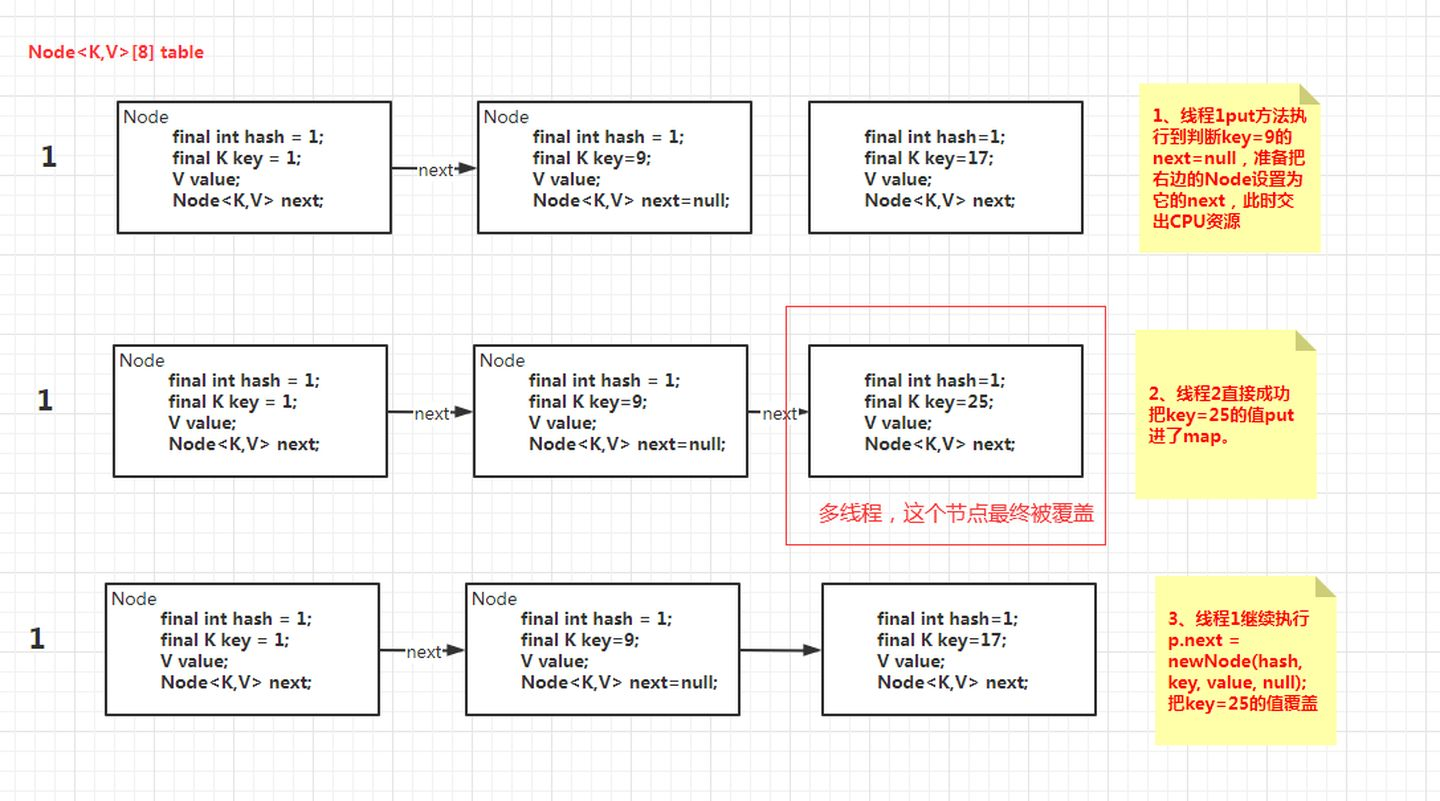 Node<K,V>[8] table
1
Node
final int hash = 1;
final K key = 1;
V value;
Node<K,V> next;
next
Node
final int hash = 1;
final K key=9;
V value;
Node<K,V> next=null;
final int hash=1;
final K key=17;
V value;
Node<K,V> next;
1、线程1put方法执
行到判断key=9的
next=null，准备把
右边的Node设置为
它的next，此时交
出CPU资源
1
Node
final int hash = 1;
final K key = 1;
V value;
Node<K,V> next;
next
Node
final int hash = 1;
final K key=9;
V value;
Node<K,V> next=null;
next
final int hash=1;
final K key=25;
V value;
Node<K,V> next;
多线程，这个节点最终被覆盖
2、线程2直接成功
把key=25的值put
进了map。
1
Node
final int hash = 1;
final K key = 1;
V value;
Node<K,V> next;
next
Node
final int hash = 1;
final K key=9;
V value;
Node<K,V> next=null;
final int hash=1;
final K key=17;
V value;
Node<K,V> next;
3、线程1继续执行
p.next =
newNode(hash,
key, value, null);
把key=25的值覆盖